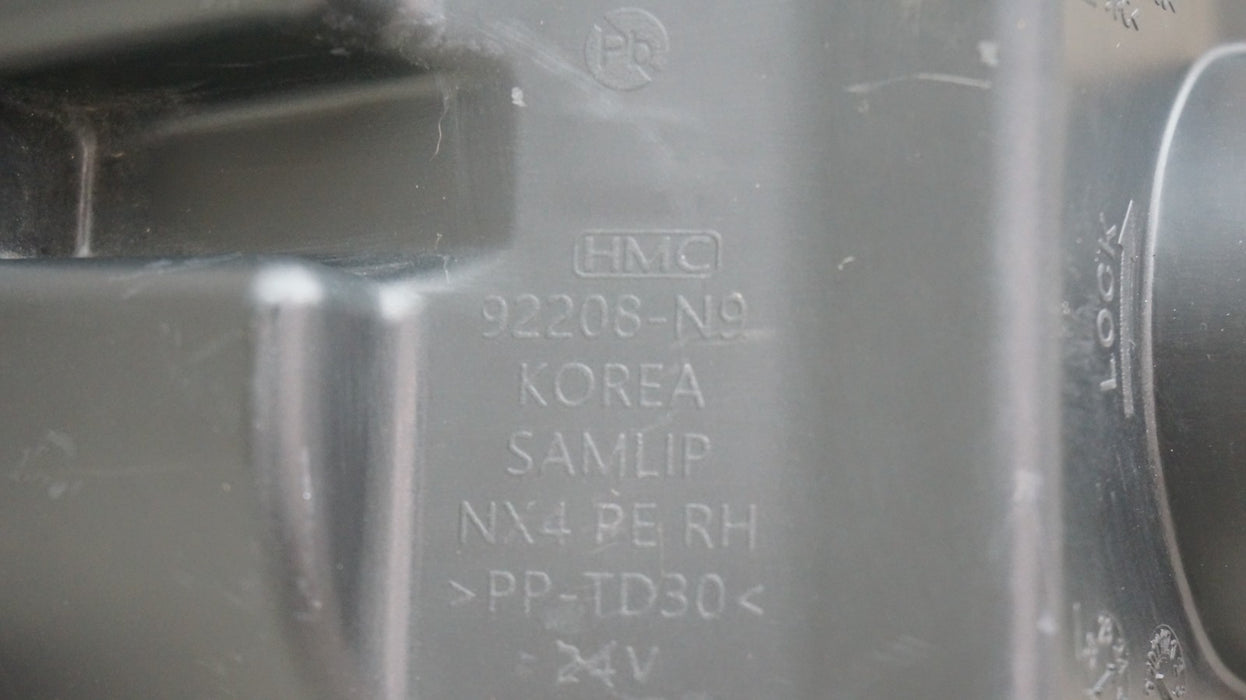 Pb
HMC
92208-N9
KOREA
SAMLIP
NX4 PE RH
>PP-TD30<
24V
LOCK